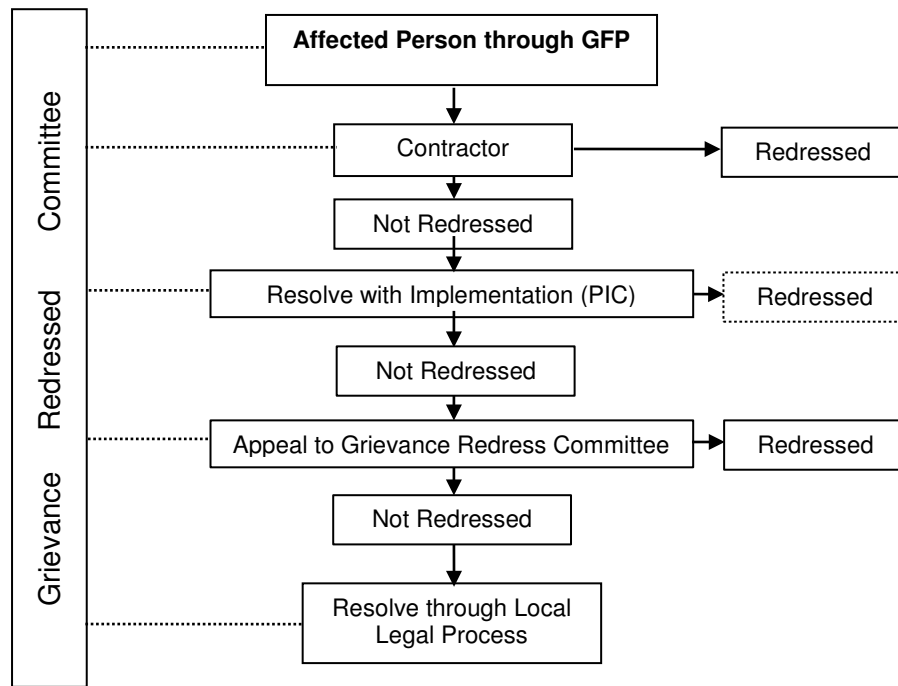 Affected Person through GFP
Contractor
Redressed
Not Redressed
Resolve with Implementation (PIC)
Redressed
Not Redressed
Appeal to Grievance Redress Committee
Redressed
Not Redressed
Resolve through Local
Legal Process
Grievance Redressed Committee